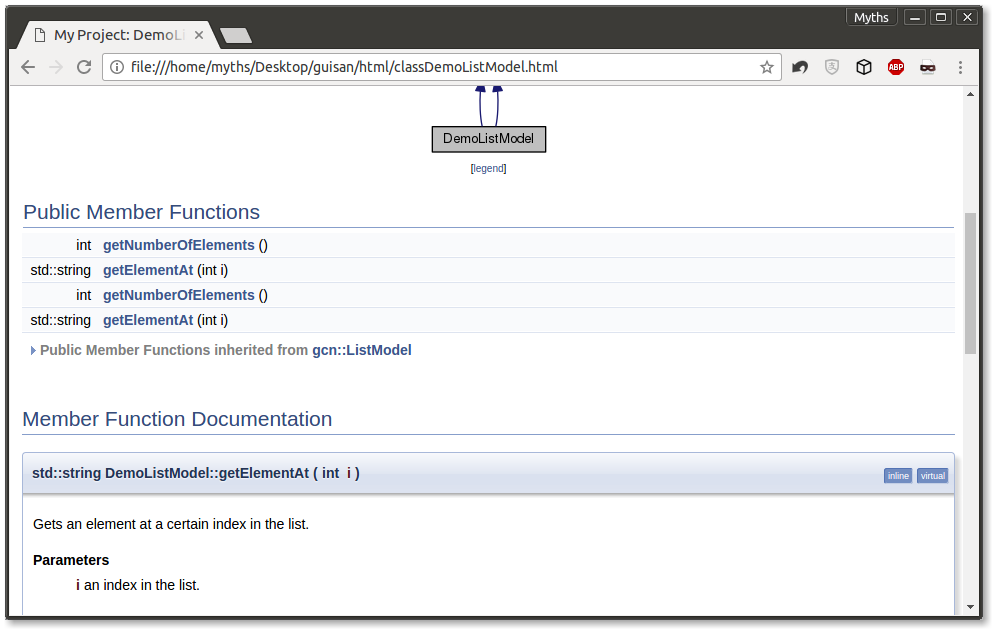 Myths
My Project: DemoLi
file:///home/myths/Desktop/guisan/html/classDemoListModel.html
ABP
DemoListModel
[legend]
Public Member Functions
int getNumberOfElements ()
std::string getElementAt (int i)
int getNumberOfElements ()
std::string getElementAt (int i)
Public Member Functions inherited from gcn::ListModel
Member Function Documentation
std::string DemoListModel::getElementAt ( int i )
inline virtual
Gets an element at a certain index in the list.
Parameters
i an index in the list.